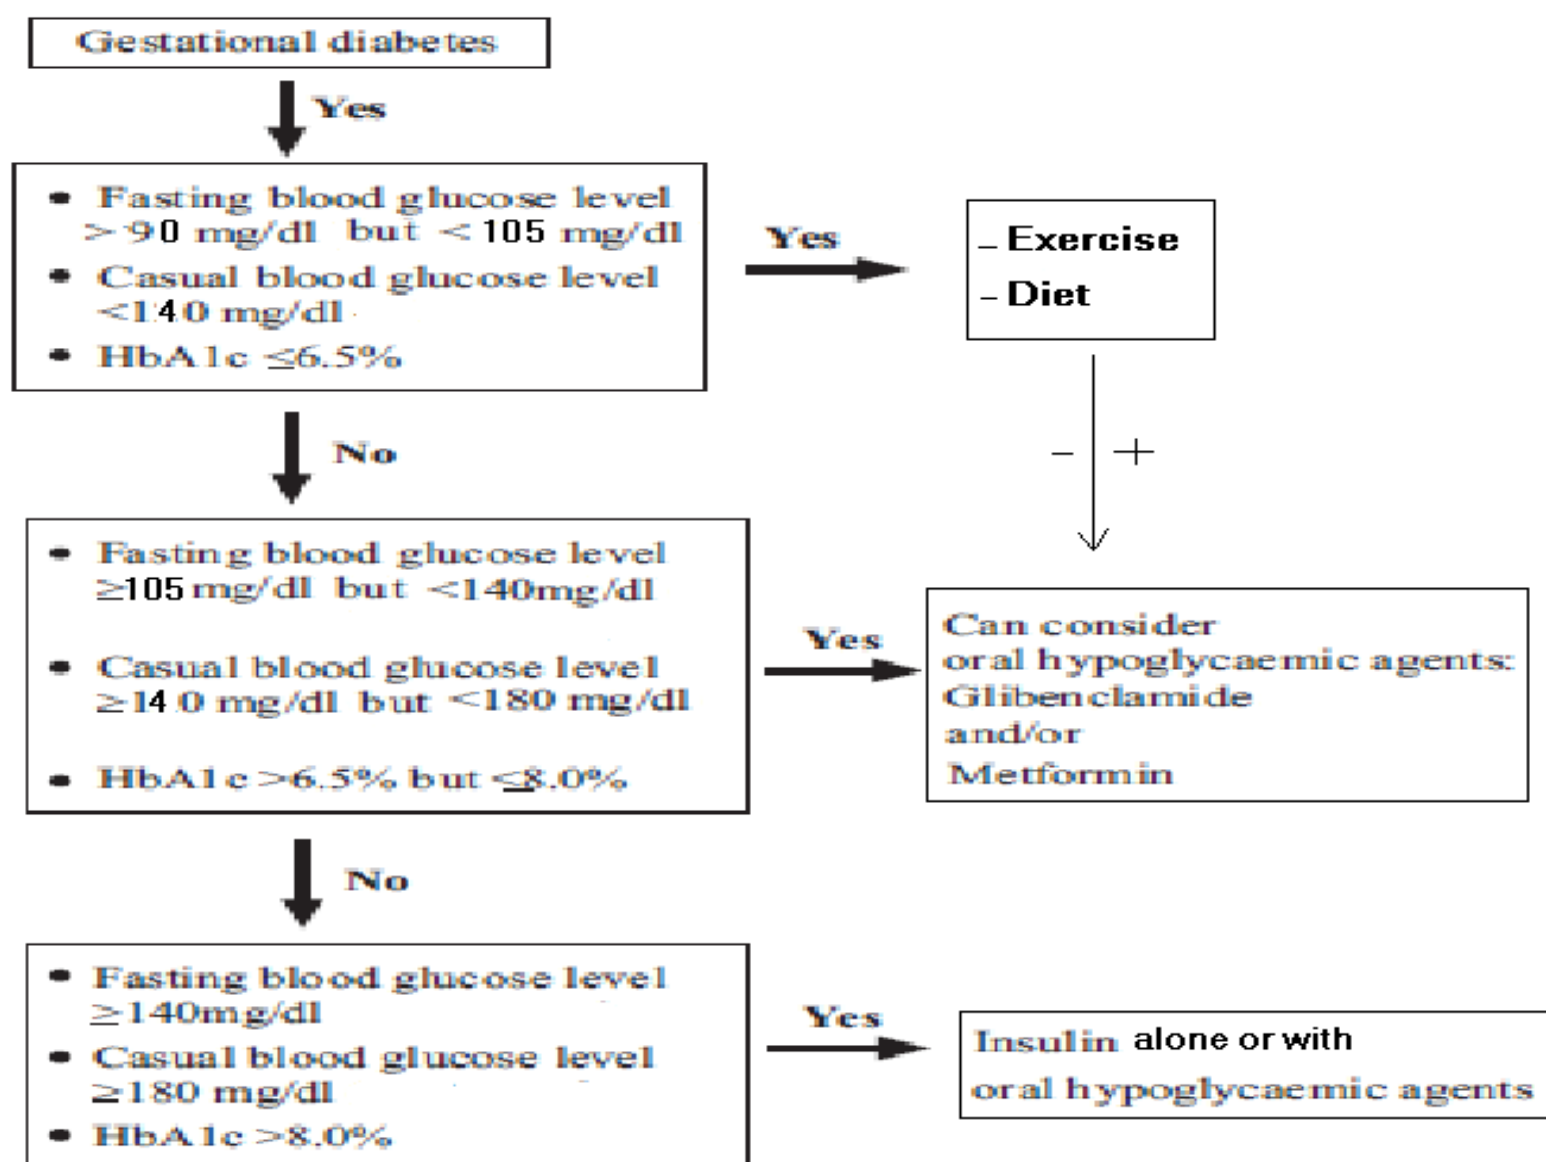 Gestational diabetes
Yes
• Fasting blood glucose level
>90 mg/dl but <105 mg/dl
• Casual blood glucose level
<140 mg/dl
• HbA1c ≤6.5%
Yes
– Exercise
– Diet
No
– +
• Fasting blood glucose level
≥105 mg/dl but <140mg/dl
• Casual blood glucose level
≥140 mg/dl but <180 mg/dl
• HbA1c >6.5% but ≤8.0%
Yes
Can consider
oral hypoglycaemic agents:
Glibenclamide
and/or
Metformin
No
• Fasting blood glucose level
≥140mg/dl
• Casual blood glucose level
≥180 mg/dl
• HbA1c >8.0%
Yes
Insulin alone or with
oral hypoglycaemic agents